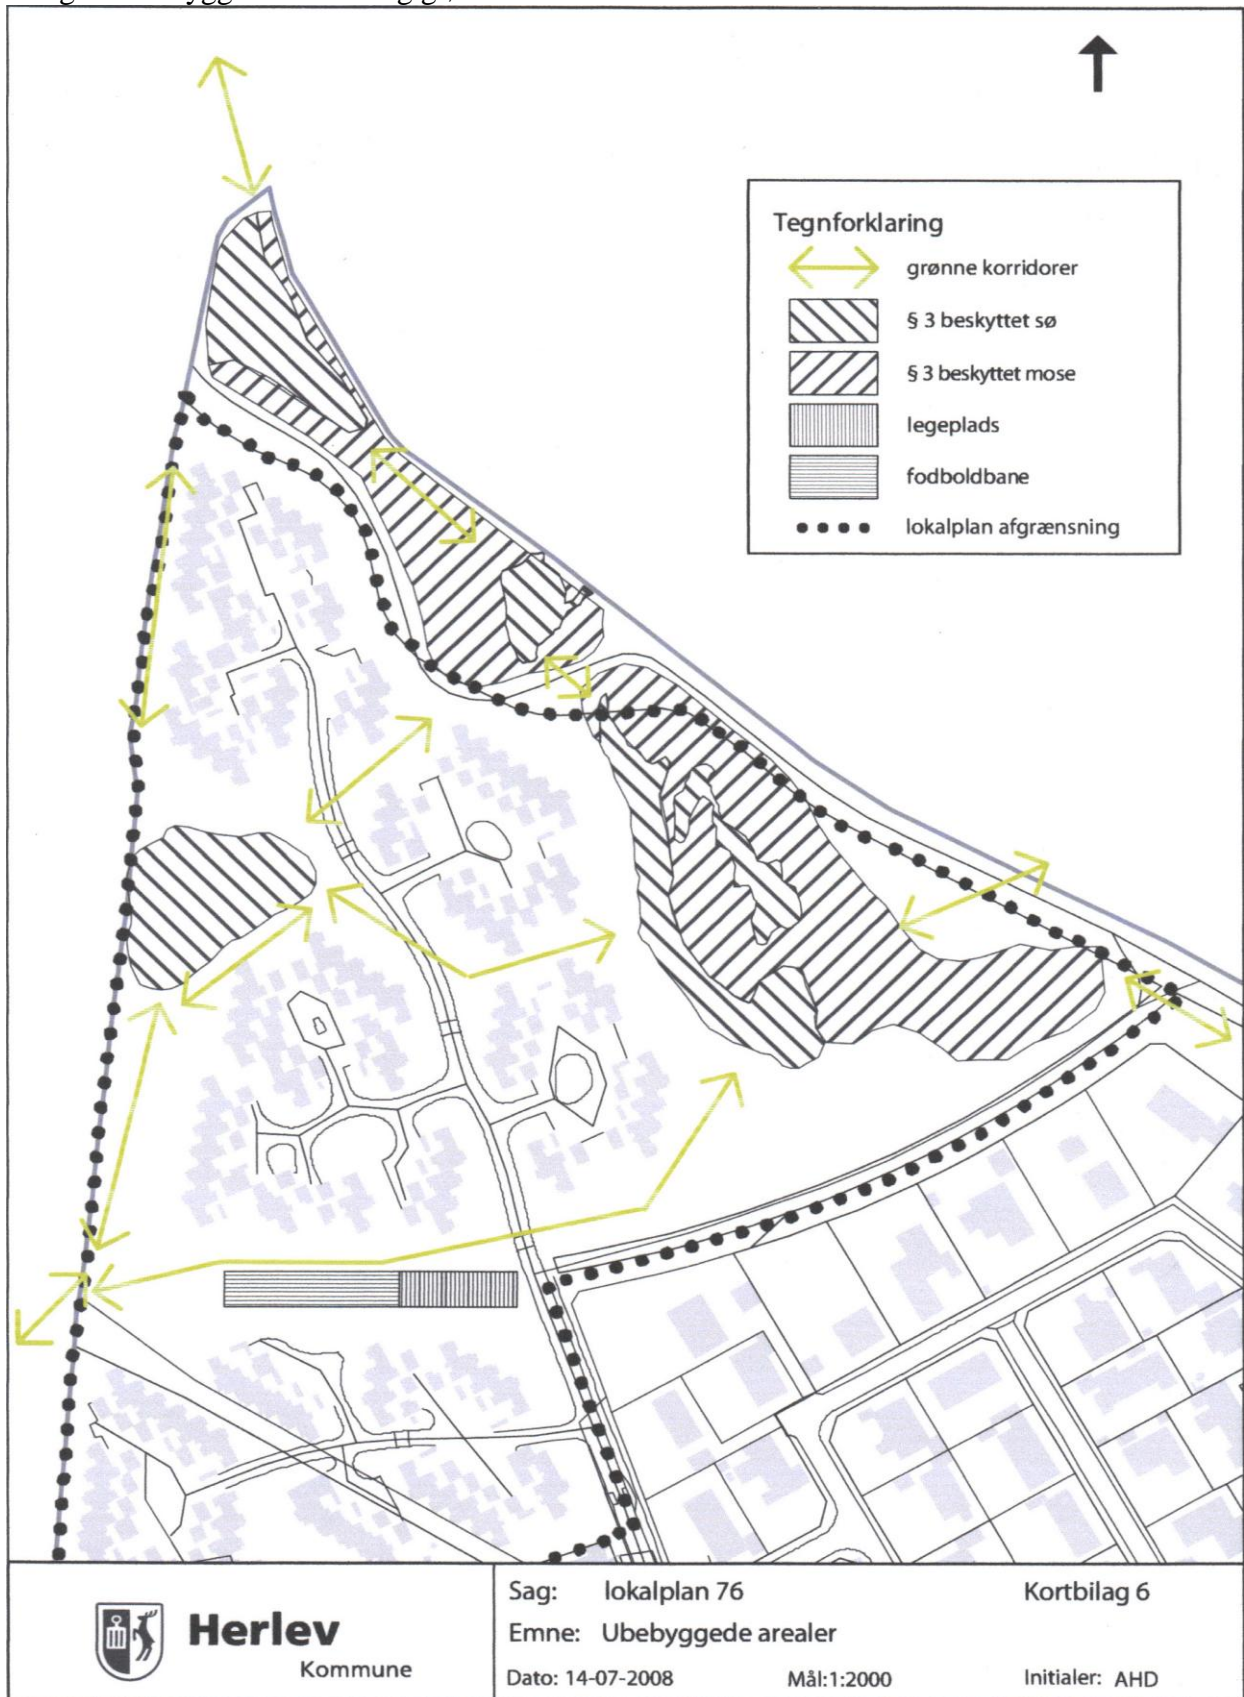 Tegnforklaring
grønne korridorer
§ 3 beskyttet sø
§ 3 beskyttet mose
legeplads
fodboldbane
lokalplan afgrænsning
Herlev
Kommune
Sag: lokalplan 76 Kortbilag 6
Emne: Ubebyggede arealer
Dato: 14-07-2008 Mål:1:2000 Initialer: AHD